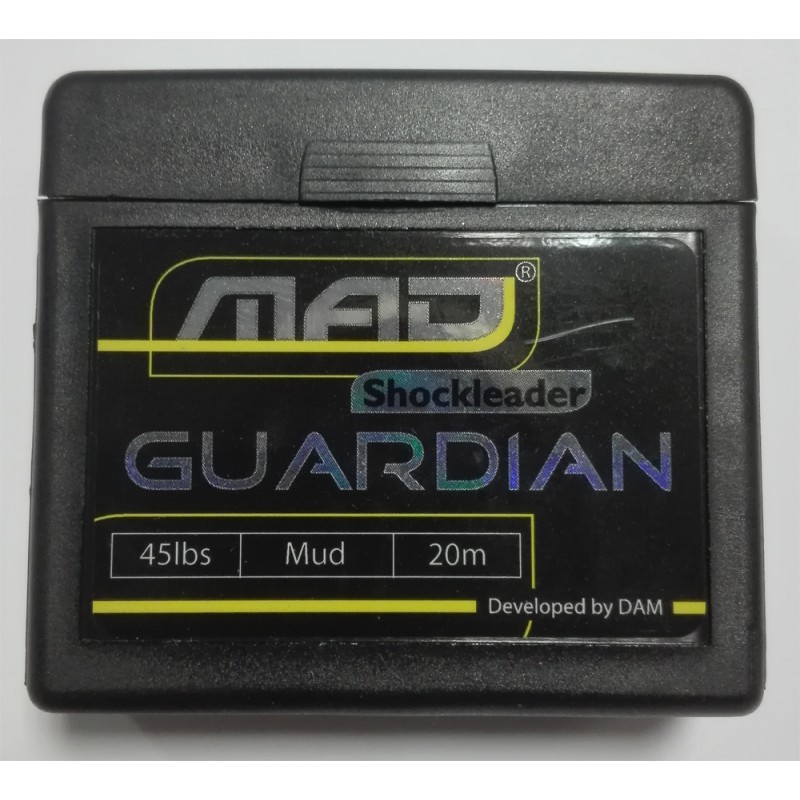 MAD®
Shockleader
GUARDIAN
45lbs Mud 20m
Developed by DAM